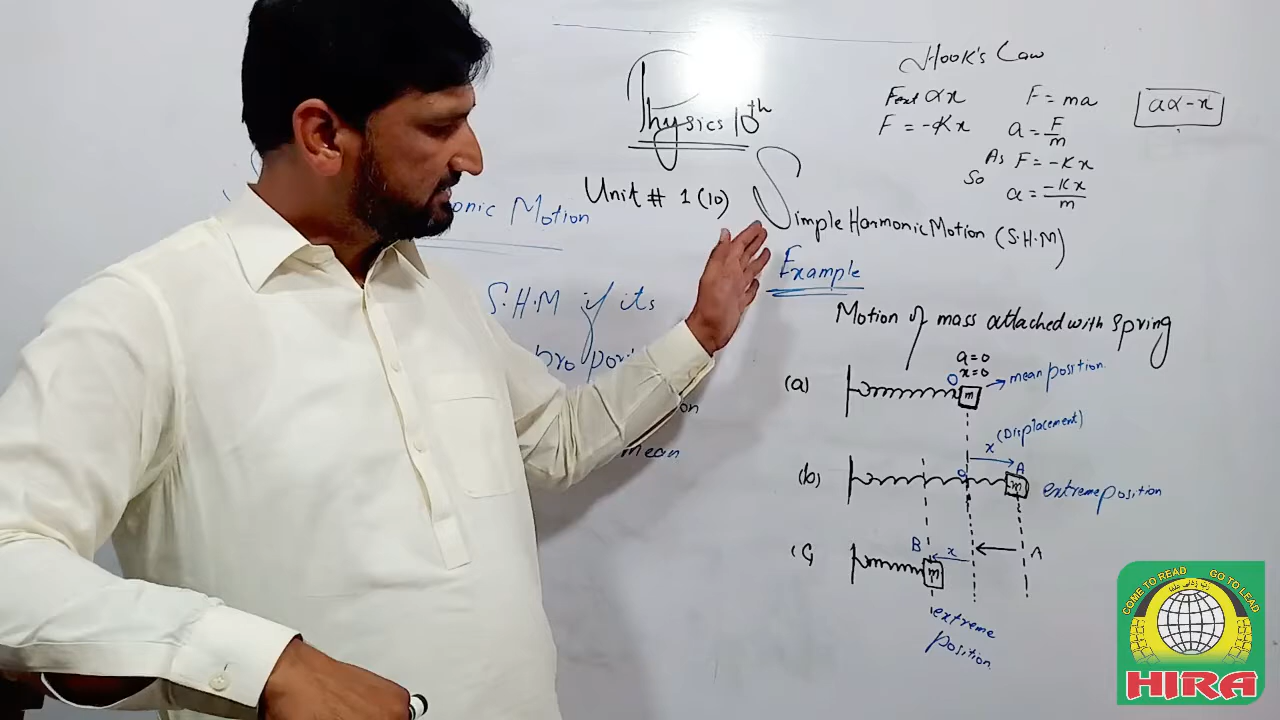 Physics 10th
Unit # 1 (10)
Simple Harmonic Motion (S.H.M)
onic Motion
S.H.M if its
on
mean
Hook's Law
Fext α x
F = -Kx
F = ma
a = F/m
As F = -Kx
So a = -Kx/m
a α - x
Example
Motion of mass attached with spring
(a)
a = 0
x = 0
O
m
mean position
(Displacement)
x
A
(b)
O
m
extreme position
B
x
A
m
extreme
position
COME TO READ GO TO LEAD
HIRA